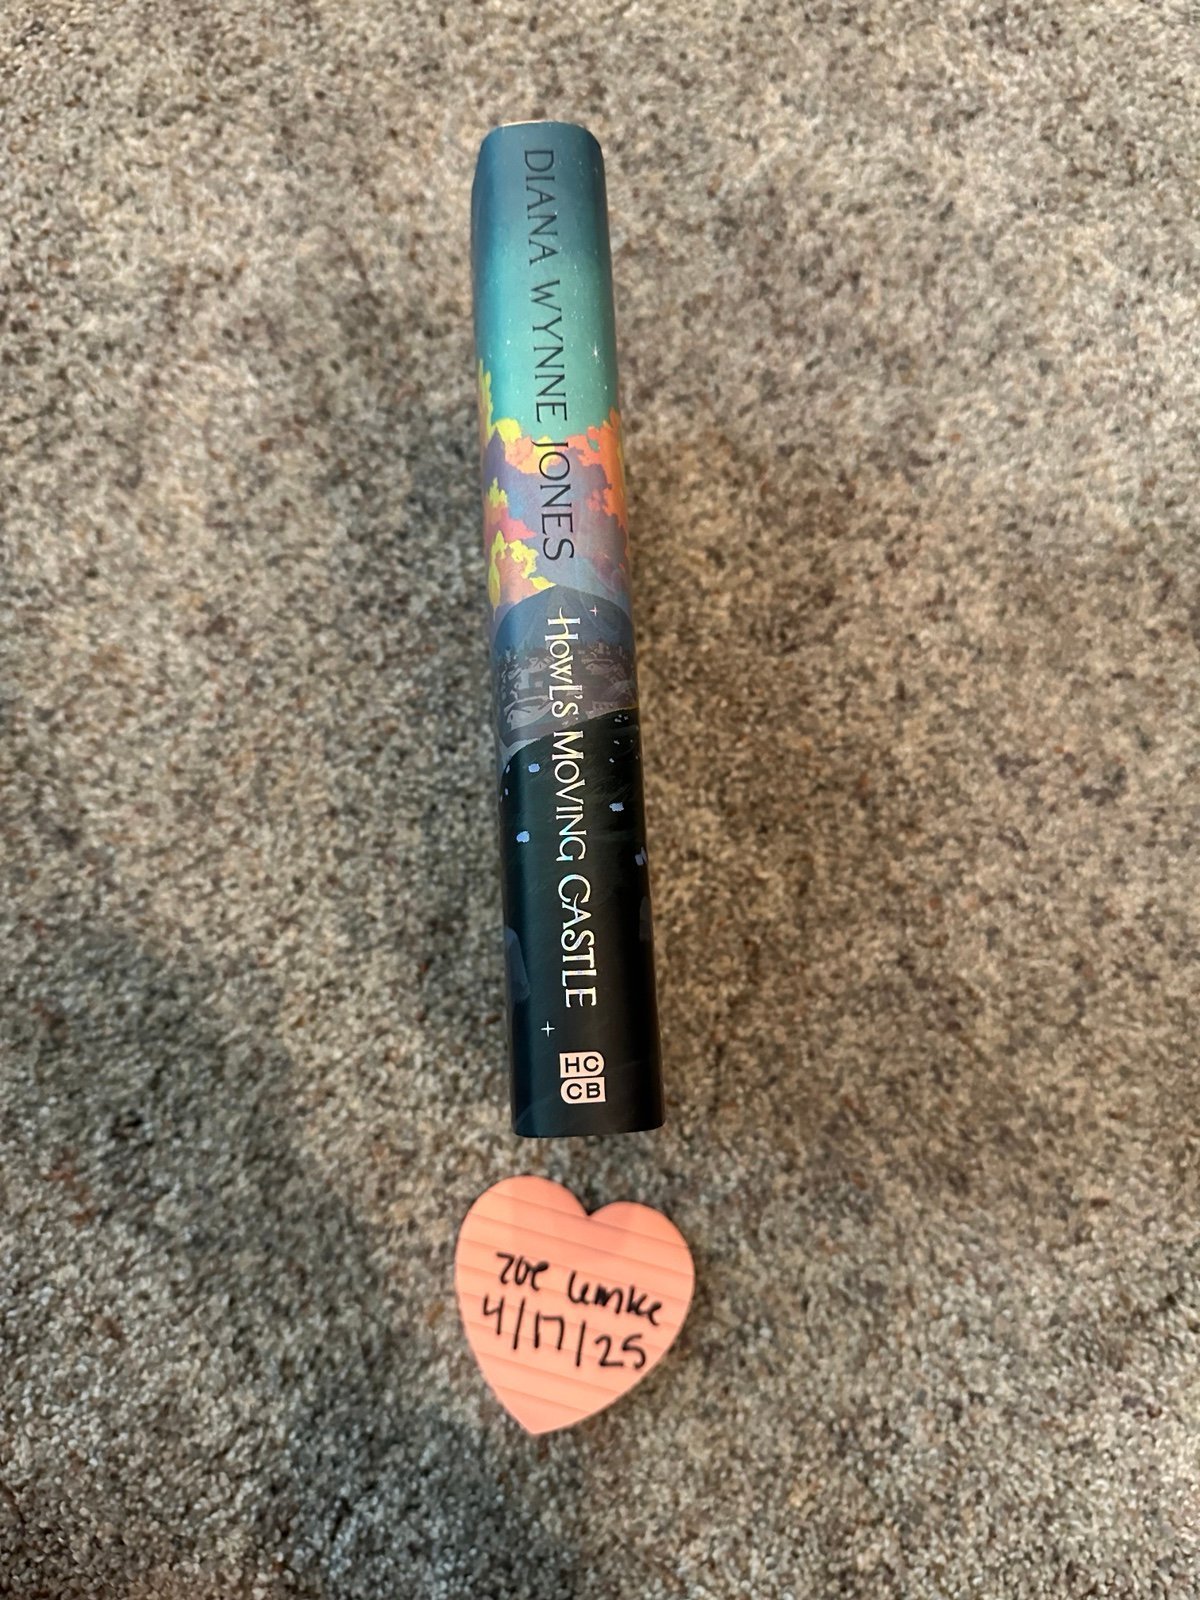 DIANA WYNNE JONES
HOWL'S MOVING CASTLE
HC
CB
zoe lemke
4/17/25